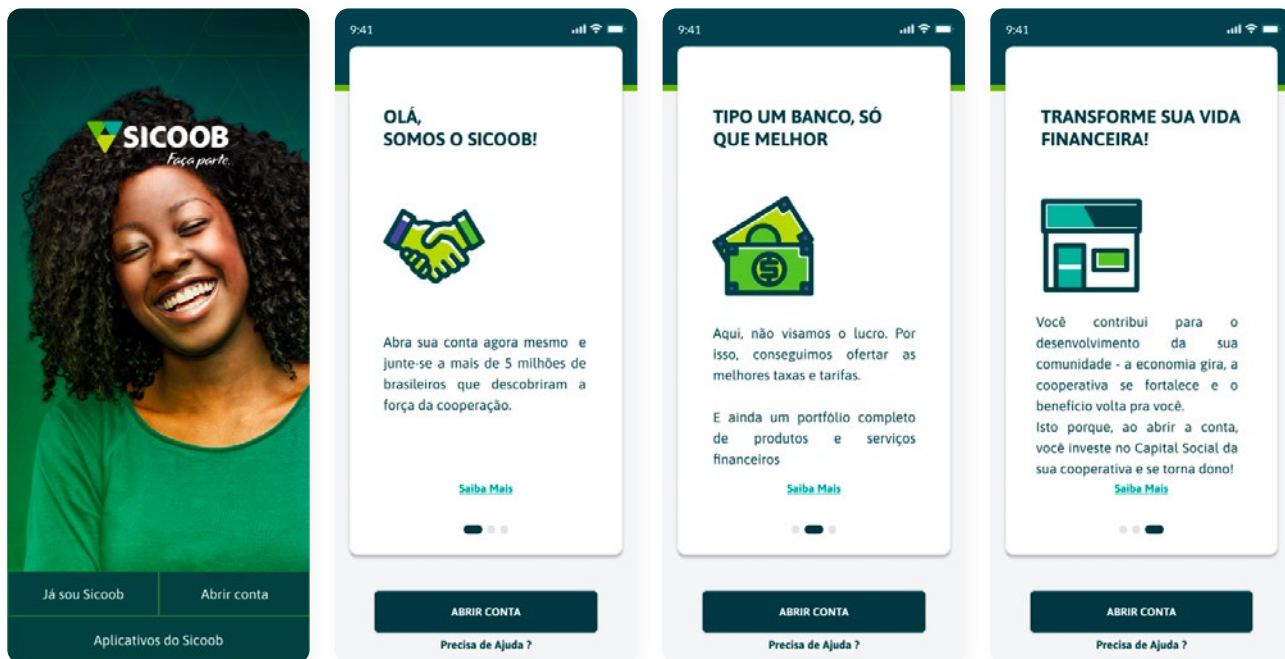 SICOOB
Faça parte.
Já sou Sicoob
Abrir conta
Aplicativos do Sicoob
9:41
OLÁ,
SOMOS O SICOOB!
Abra sua conta agora mesmo e
junte-se a mais de 5 milhões de
brasileiros que descobriram a
força da cooperação.
Saiba Mais
ABRIR CONTA
Precisa de Ajuda ?
9:41
TIPO UM BANCO, SÓ
QUE MELHOR
Aqui, não visamos o lucro. Por
isso, conseguimos ofertar as
melhores taxas e tarifas.
E ainda um portfólio completo
de produtos e serviços
financeiros
Saiba Mais
ABRIR CONTA
Precisa de Ajuda ?
9:41
TRANSFORME SUA VIDA
FINANCEIRA!
Você contribui para o
desenvolvimento da sua
comunidade - a economia gira, a
cooperativa se fortalece e o
benefício volta pra você.
Isto porque, ao abrir a conta,
você investe no Capital Social da
sua cooperativa e se torna dono!
Saiba Mais
ABRIR CONTA
Precisa de Ajuda ?